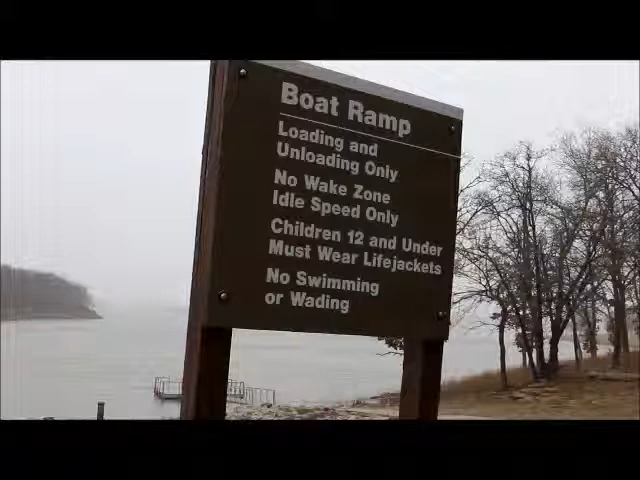 Boat Ramp
Loading and
Unloading Only
No Wake Zone
Idle Speed Only
Children 12 and Under
Must Wear Lifejackets
No Swimming
or Wading